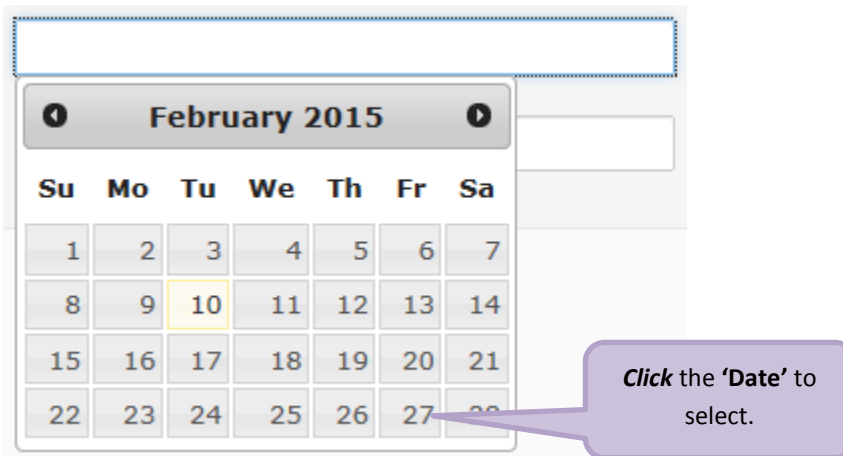 February 2015
Su Mo Tu We Th Fr Sa
1 2 3 4 5 6 7
8 9 10 11 12 13 14
15 16 17 18 19 20 21
22 23 24 25 26 27
Click the ‘Date’ to
select.